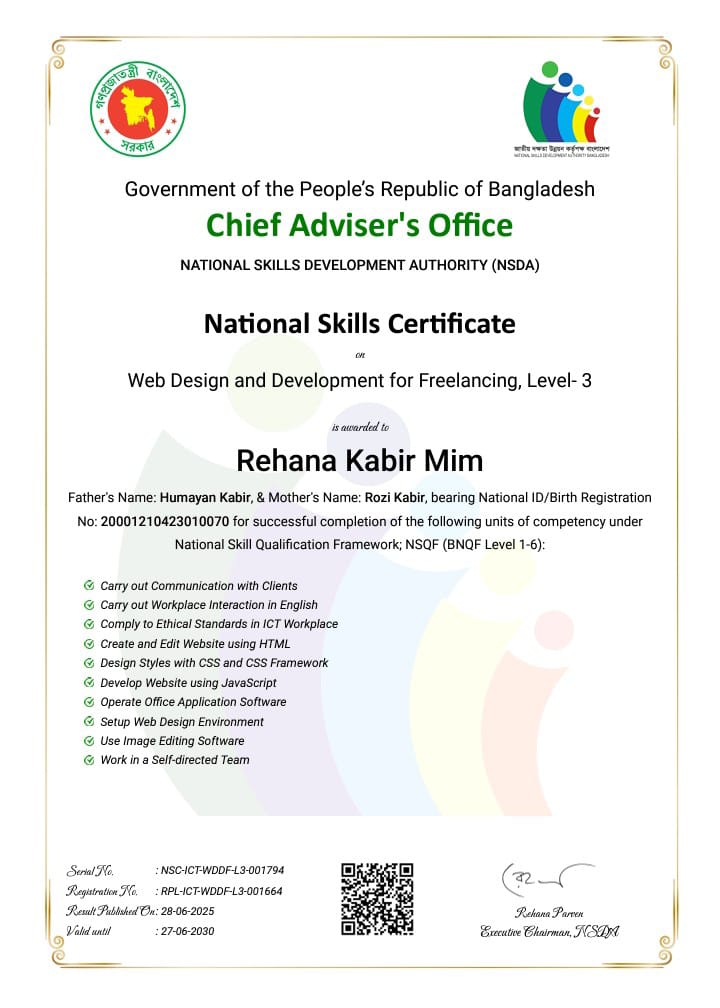 গণপ্রজাতন্ত্রী বাংলাদেশ
সরকার
জাতীয় দক্ষতা উন্নয়ন কর্তৃপক্ষ বাংলাদেশ
NATIONAL SKILLS DEVELOPMENT AUTHORITY BANGLADESH
Government of the People’s Republic of Bangladesh
Chief Adviser's Office
NATIONAL SKILLS DEVELOPMENT AUTHORITY (NSDA)
National Skills Certificate
on
Web Design and Development for Freelancing, Level- 3
is awarded to
Rehana Kabir Mim
Father's Name: Humayan Kabir, & Mother's Name: Rozi Kabir, bearing National ID/Birth Registration
No: 20001210423010070 for successful completion of the following units of competency under
National Skill Qualification Framework; NSQF (BNQF Level 1-6):
Carry out Communication with Clients
Carry out Workplace Interaction in English
Comply to Ethical Standards in ICT Workplace
Create and Edit Website using HTML
Design Styles with CSS and CSS Framework
Develop Website using JavaScript
Operate Office Application Software
Setup Web Design Environment
Use Image Editing Software
Work in a Self-directed Team
Serial No. : NSC-ICT-WDDF-L3-001794
Registration No. : RPL-ICT-WDDF-L3-001664
Result Published On: 28-06-2025
Valid until : 27-06-2030
Rehana Parven
Executive Chairman, NSDA